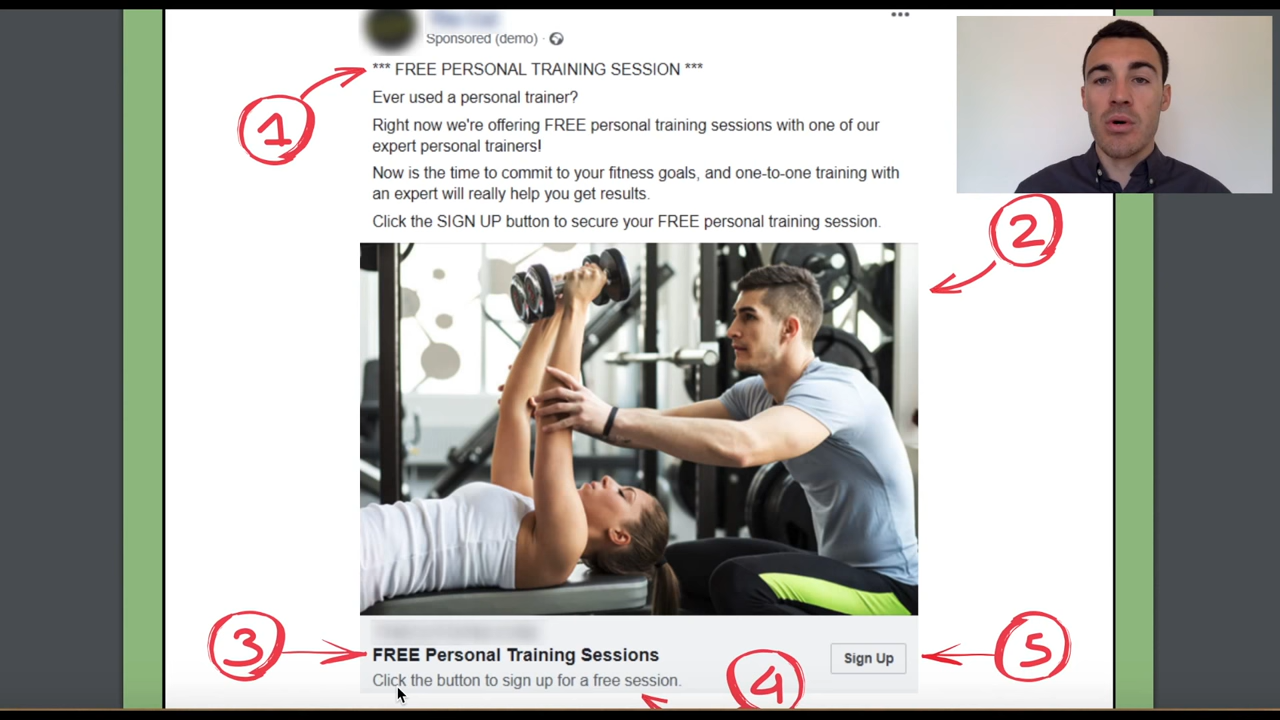 Sponsored (demo) ·
*** FREE PERSONAL TRAINING SESSION ***
1
Ever used a personal trainer?
Right now we're offering FREE personal training sessions with one of our
expert personal trainers!
Now is the time to commit to your fitness goals, and one-to-one training with
an expert will really help you get results.
Click the SIGN UP button to secure your FREE personal training session.
2
3
FREE Personal Training Sessions
Click the button to sign up for a free session.
Sign Up
4
5